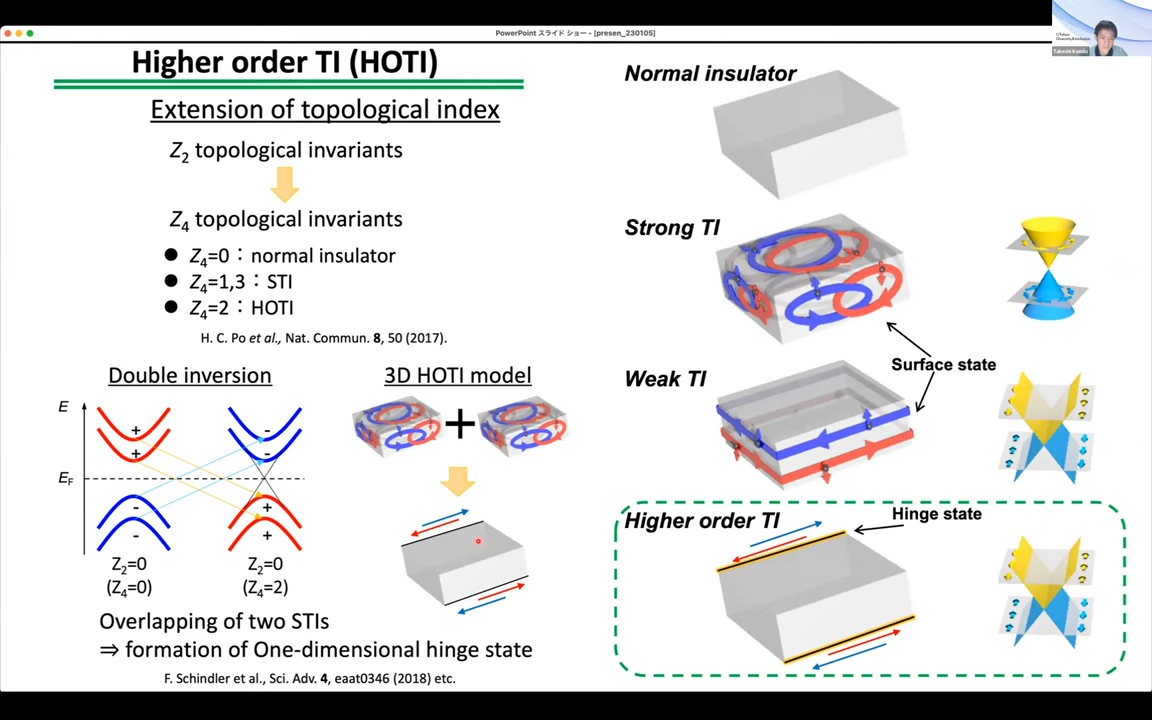 PowerPoint スライド ショー - [presen_230105]
Takeshi Kondo
Higher order TI (HOTI)
Extension of topological index
Z2 topological invariants
Z4 topological invariants
● Z4=0：normal insulator
● Z4=1,3：STI
● Z4=2：HOTI
H. C. Po et al., Nat. Commun. 8, 50 (2017).
Double inversion
E
EF
+
+
-
-
-
-
+
+
Z2=0
(Z4=0)
Z2=0
(Z4=2)
3D HOTI model
+
Overlapping of two STIs
⇒ formation of One-dimensional hinge state
F. Schindler et al., Sci. Adv. 4, eaat0346 (2018) etc.
Normal insulator
Strong TI
Surface state
Weak TI
Higher order TI
Hinge state